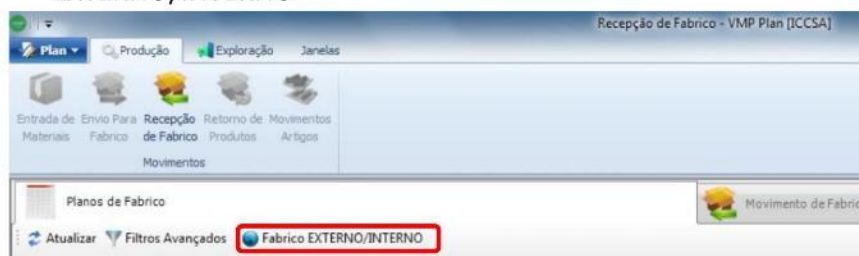 Recepção de Fabrico - VMP Plan [ICCSA]
Plan Produção Exploração Janelas
Entrada de Materiais
Envio Para Fabrico
Recepção de Fabrico
Retorno de Produtos
Movimentos Artigos
Movimentos
Planos de Fabrico
Movimento de Fabric
Atualizar Filtros Avançados Fabrico EXTERNO/INTERNO